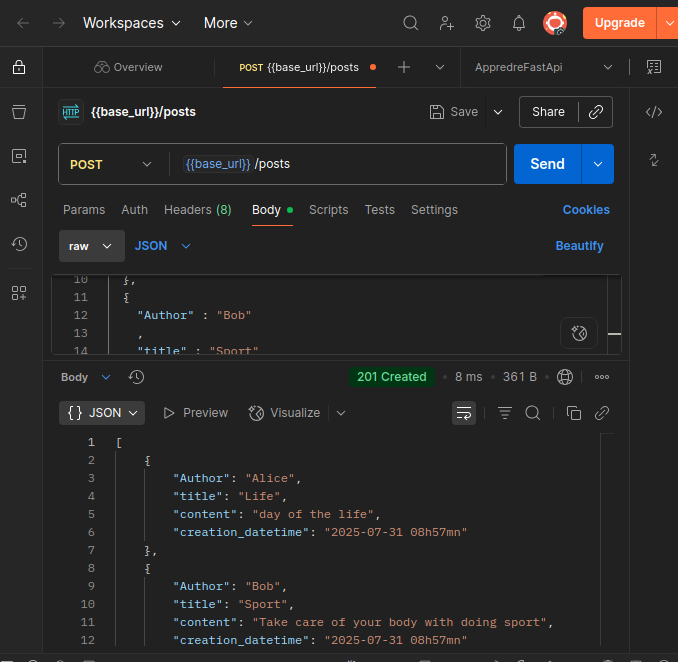 Workspaces More Upgrade
Overview POST {{base_url}}/posts AppredreFastApi
HTTP {{base_url}}/posts Save Share
POST {{base_url}} /posts Send
Params Auth Headers (8) Body Scripts Tests Settings Cookies
raw JSON Beautify
10 },
11 {
12 "Author" : "Bob"
13 ,
14 "title" : "Sport"
Body 201 Created • 8 ms • 361 B
{} JSON Preview Visualize
1 [
2 {
3 "Author": "Alice",
4 "title": "Life",
5 "content": "day of the life",
6 "creation_datetime": "2025-07-31 08h57mn"
7 },
8 {
9 "Author": "Bob",
10 "title": "Sport",
11 "content": "Take care of your body with doing sport",
12 "creation_datetime": "2025-07-31 08h57mn"